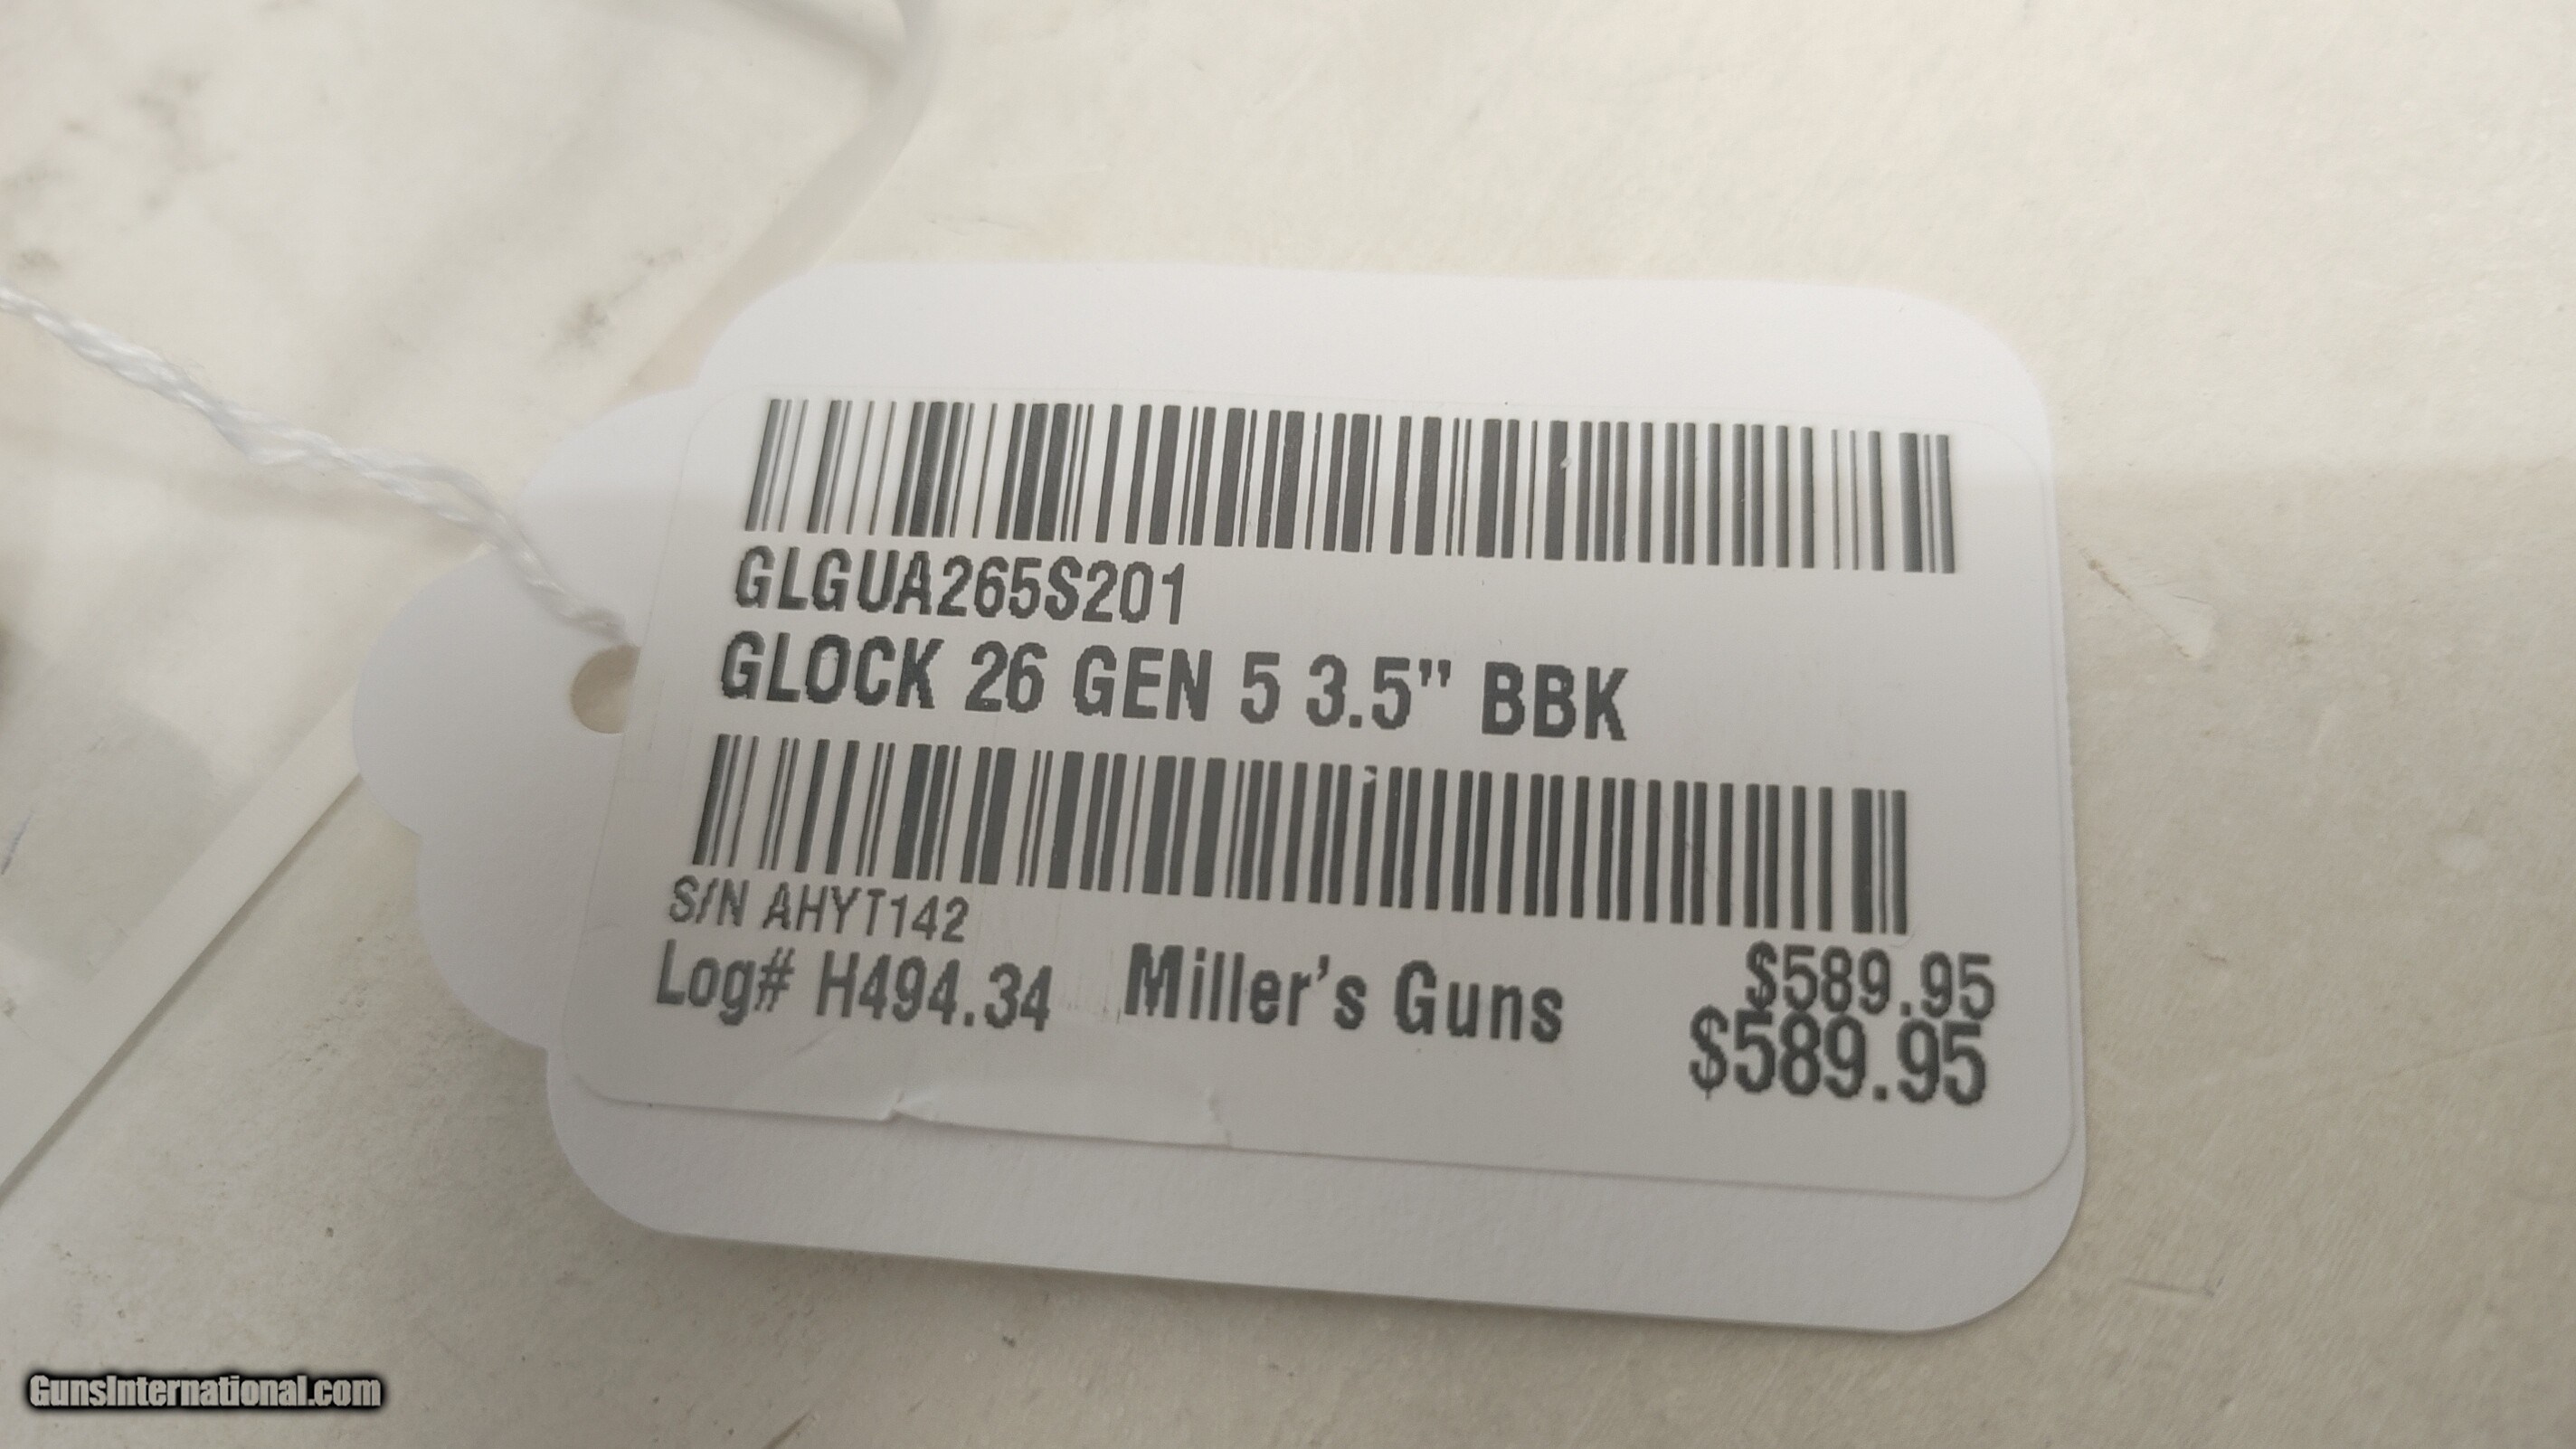 GLGUA265S201
GLOCK 26 GEN 5 3.5" BBK
S/N AHYT142
$589.95
Log# H494.34 Miller's Guns
$589.95
GunsInternational.com